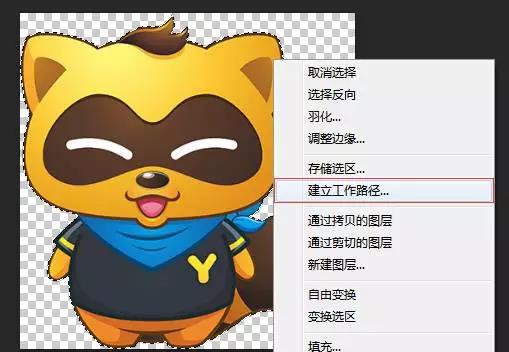 取消选择
选择反向
羽化...
调整边缘...
存储选区...
建立工作路径...
通过拷贝的图层
通过剪切的图层
新建图层...
自由变换
变换选区
填充...
Y